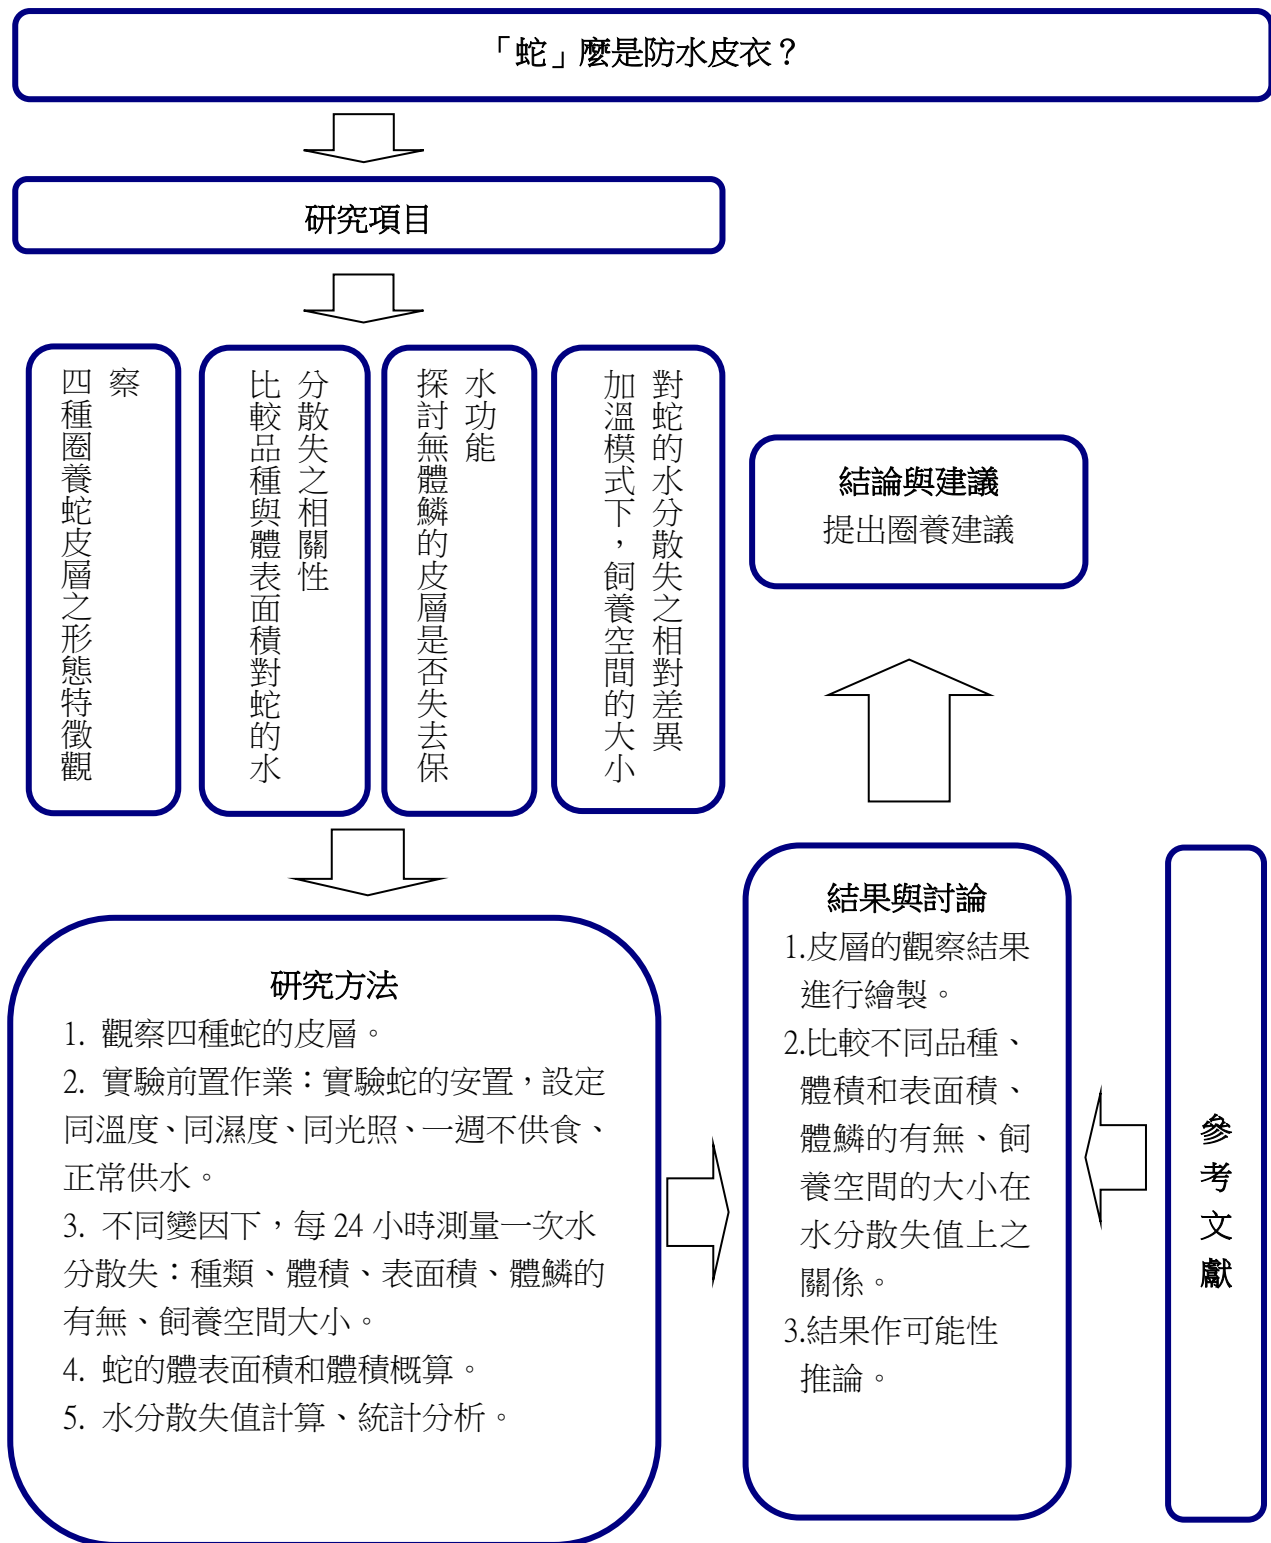 「蛇」麼是防水皮衣？
研究項目
四種圈養蛇皮層之形態特徵觀
察
比較品種與體表面積對蛇的水
分散失之相關性
探討無體鱗的皮層是否失去保
水功能
加溫模式下，飼養空間的大小
對蛇的水分散失之相對差異
研究方法
1. 觀察四種蛇的皮層。
2. 實驗前置作業：實驗蛇的安置，設定
同溫度、同濕度、同光照、一週不供食、
正常供水。
3. 不同變因下，每 24 小時測量一次水
分散失：種類、體積、表面積、體鱗的
有無、飼養空間大小。
4. 蛇的體表面積和體積概算。
5. 水分散失值計算、統計分析。
結果與討論
1.皮層的觀察結果
進行繪製。
2.比較不同品種、
體積和表面積、
體鱗的有無、飼
養空間的大小在
水分散失值上之
關係。
3.結果作可能性
推論。
參考文獻
結論與建議
提出圈養建議